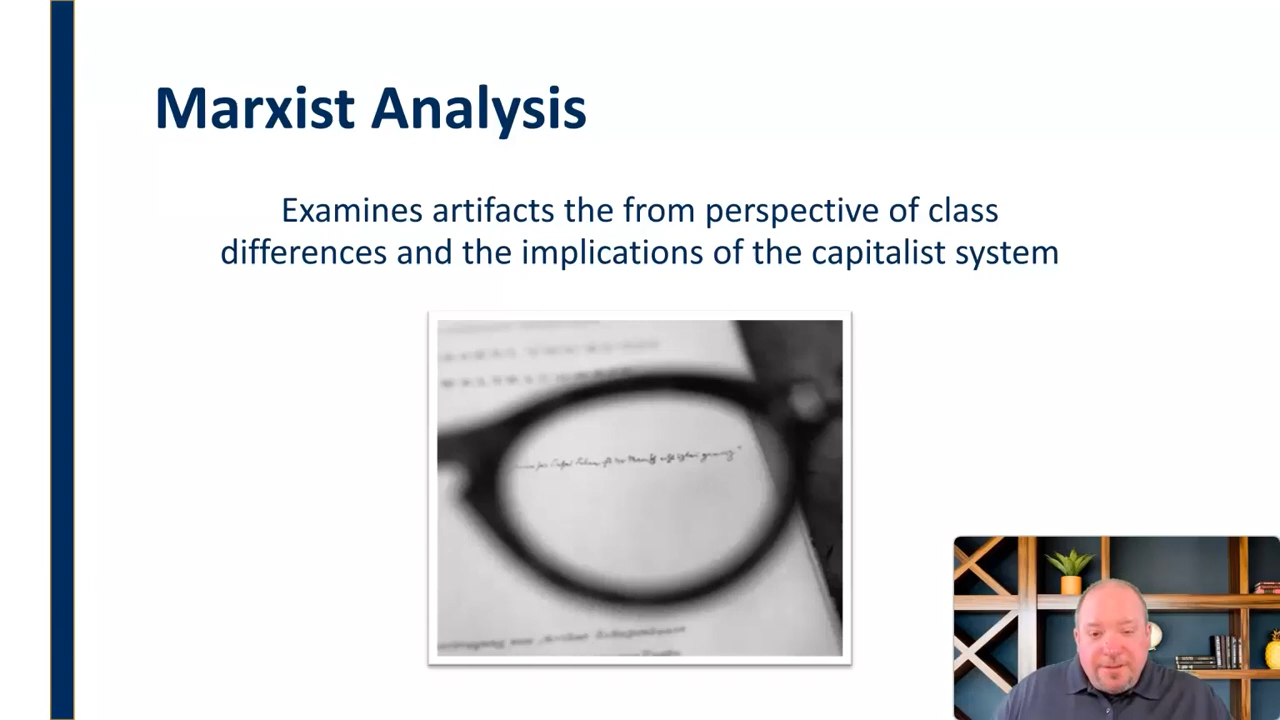 Marxist Analysis
Examines artifacts the from perspective of class
differences and the implications of the capitalist system